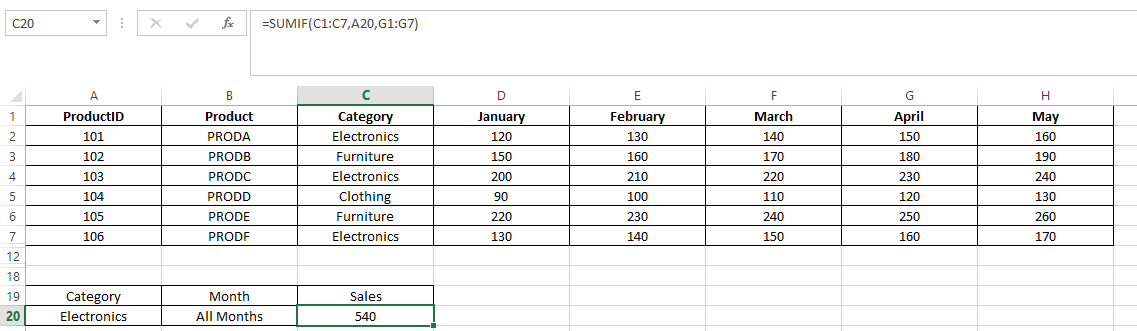 C20 fx =SUMIF(C1:C7,A20,G1:G7)
A B C D E F G H
1 ProductID Product Category January February March April May
2 101 PRODA Electronics 120 130 140 150 160
3 102 PRODB Furniture 150 160 170 180 190
4 103 PRODC Electronics 200 210 220 230 240
5 104 PRODD Clothing 90 100 110 120 130
6 105 PRODE Furniture 220 230 240 250 260
7 106 PRODF Electronics 130 140 150 160 170
12
18
19 Category Month Sales
20 Electronics All Months 540